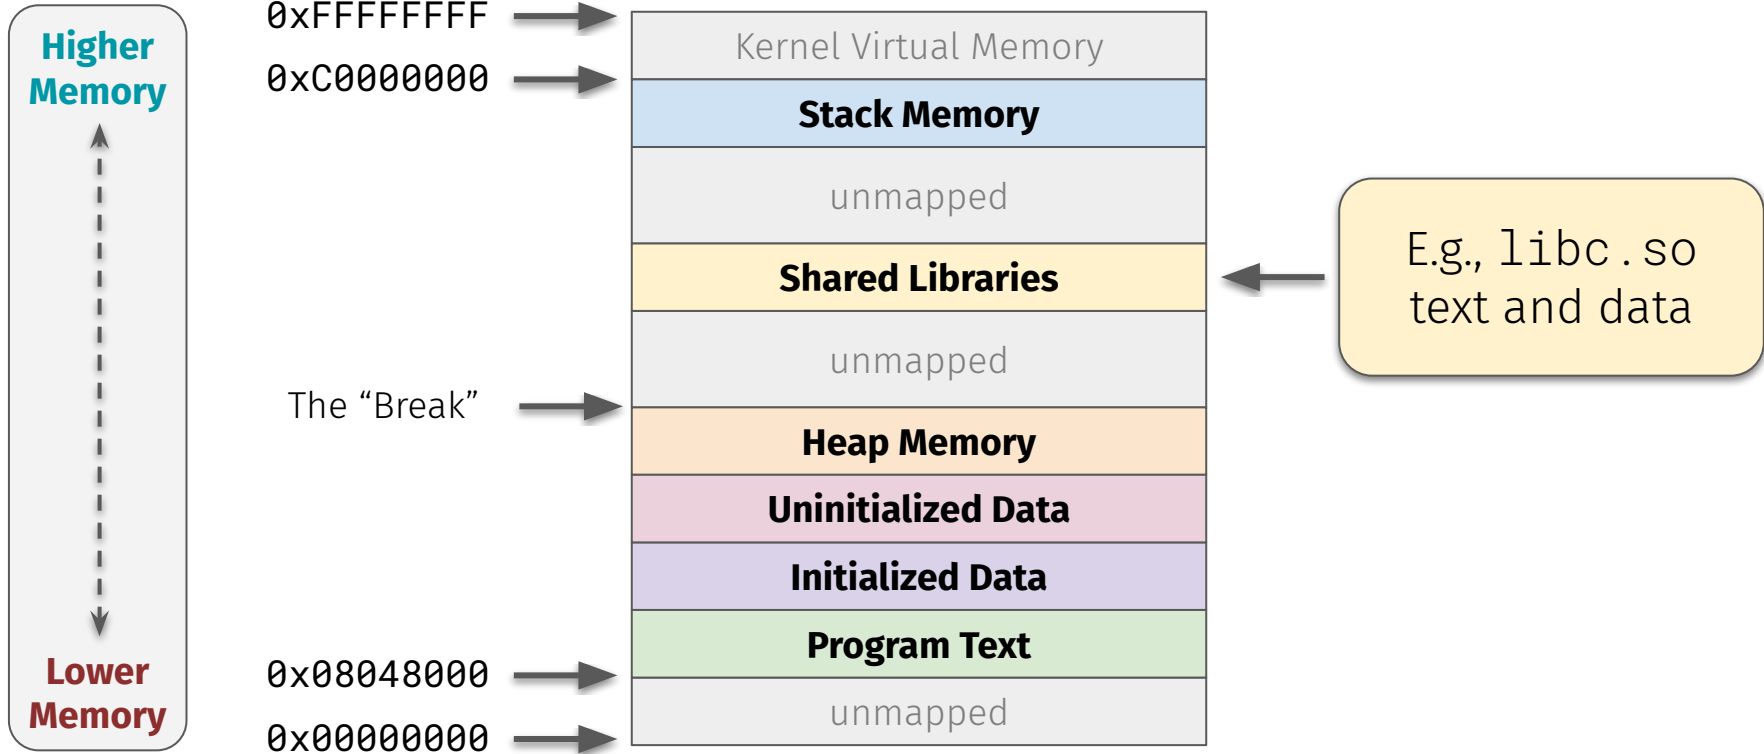 Higher
Memory
Lower
Memory
0xFFFFFFFF
0xC0000000
The “Break”
0x08048000
0x00000000
Kernel Virtual Memory
Stack Memory
unmapped
Shared Libraries
unmapped
Heap Memory
Uninitialized Data
Initialized Data
Program Text
unmapped
E.g., libc.so
text and data